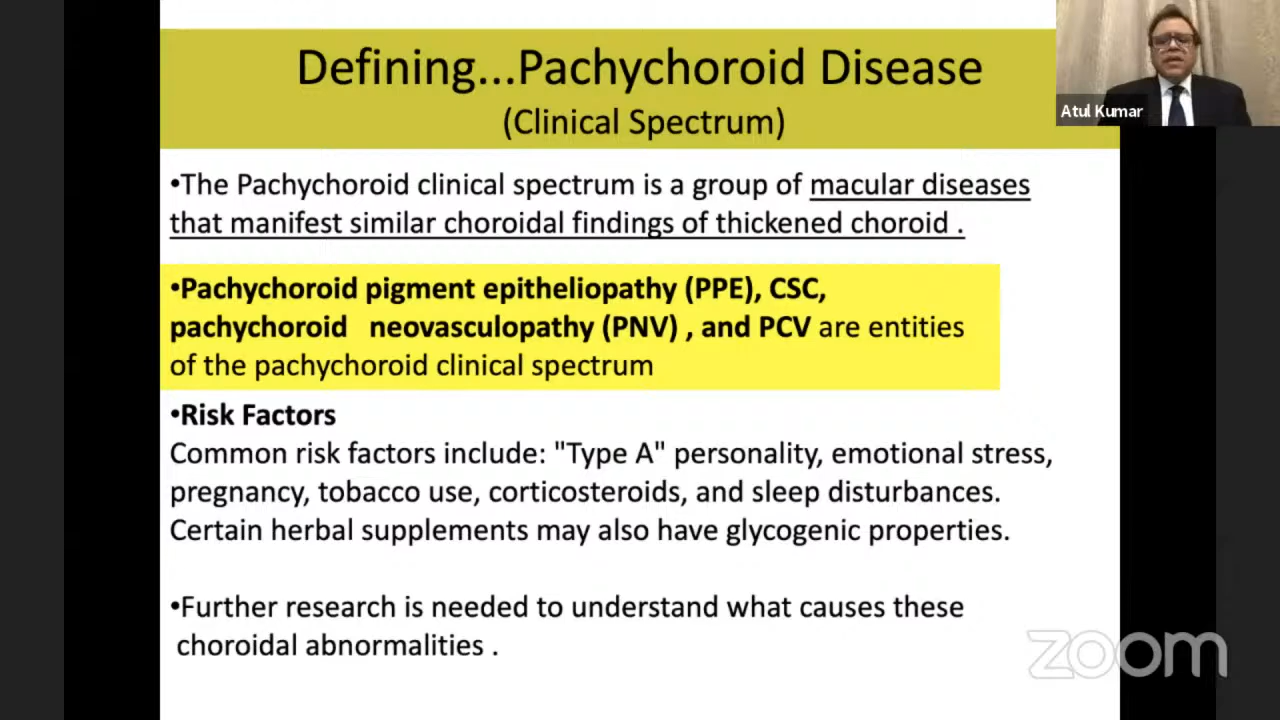 Defining...Pachychoroid Disease
(Clinical Spectrum)
Atul Kumar
•The Pachychoroid clinical spectrum is a group of macular diseases
that manifest similar choroidal findings of thickened choroid .
•Pachychoroid pigment epitheliopathy (PPE), CSC,
pachychoroid neovasculopathy (PNV) , and PCV are entities
of the pachychoroid clinical spectrum
•Risk Factors
Common risk factors include: "Type A" personality, emotional stress,
pregnancy, tobacco use, corticosteroids, and sleep disturbances.
Certain herbal supplements may also have glycogenic properties.
•Further research is needed to understand what causes these
choroidal abnormalities .
zoom